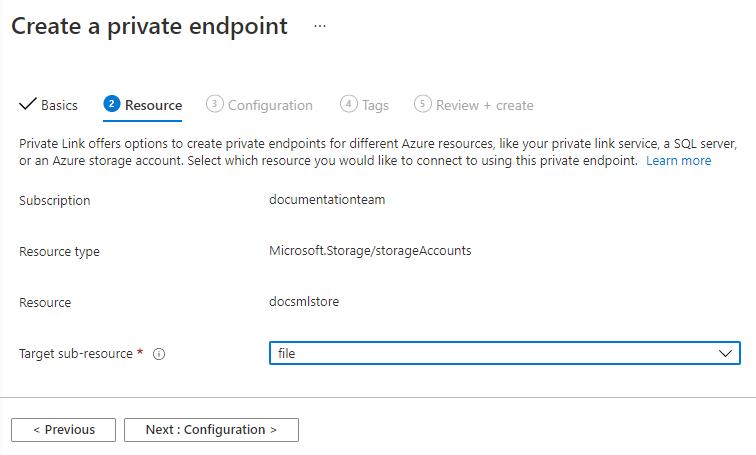 Create a private endpoint ...
Basics 2 Resource 3 Configuration 4 Tags 5 Review + create
Private Link offers options to create private endpoints for different Azure resources, like your private link service, a SQL server,
or an Azure storage account. Select which resource you would like to connect to using this private endpoint. Learn more
Subscription documentationteam
Resource type Microsoft.Storage/storageAccounts
Resource docsmlstore
Target sub-resource * file
< Previous Next : Configuration >